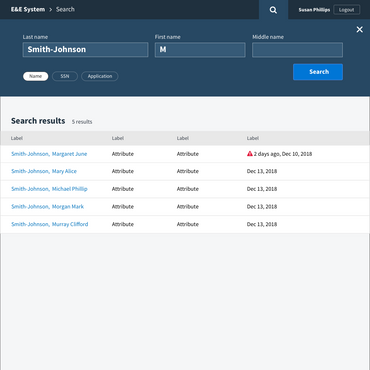 E&E System > Search
Susan Phillips Logout
Last name First name Middle name
Smith-Johnson M
Name SSN Application
Search
Search results 5 results
Label Label Label Label
Smith-Johnson, Margaret June Attribute Attribute 2 days ago, Dec 10, 2018
Smith-Johnson, Mary Alice Attribute Attribute Dec 13, 2018
Smith-Johnson, Michael Phillip Attribute Attribute Dec 13, 2018
Smith-Johnson, Morgan Mark Attribute Attribute Dec 13, 2018
Smith-Johnson, Murray Clifford Attribute Attribute Dec 13, 2018